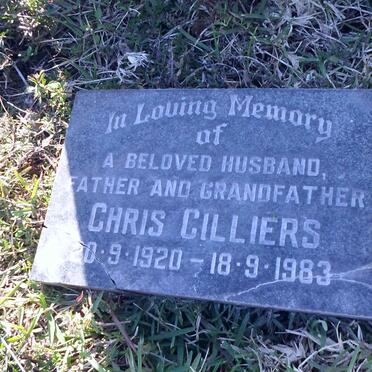 In Loving Memory
of
A BELOVED HUSBAND,
FATHER AND GRANDFATHER
CHRIS CILLIERS
0.9.1920 - 18.9.1983